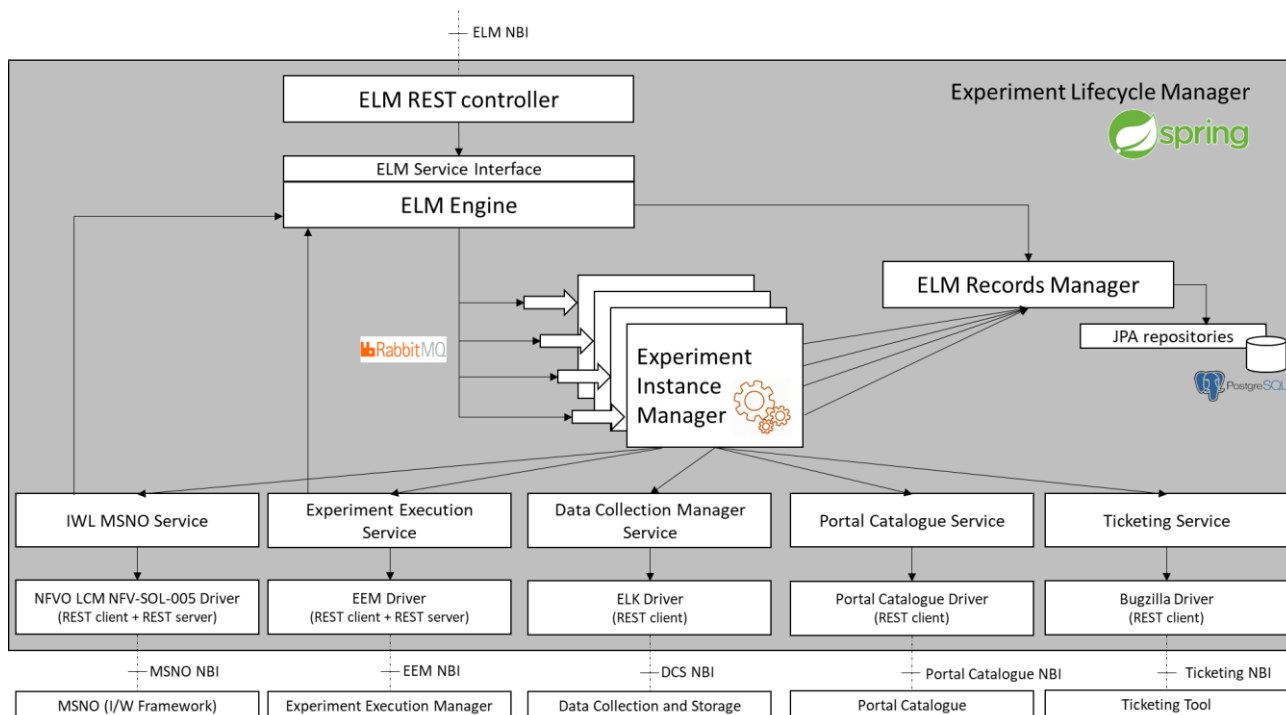 ELM NBI
ELM REST controller
Experiment Lifecycle Manager
spring
ELM Service Interface
ELM Engine
ELM Records Manager
RabbitMQ
JPA repositories
PostgreSQL
Experiment
Instance
Manager
IWL MSNO Service
Experiment Execution
Service
Data Collection Manager
Service
Portal Catalogue Service
Ticketing Service
NFVO LCM NFV-SOL-005 Driver
(REST client + REST server)
EEM Driver
(REST client + REST server)
ELK Driver
(REST client)
Portal Catalogue Driver
(REST client)
Bugzilla Driver
(REST client)
MSNO NBI
EEM NBI
DCS NBI
Portal Catalogue NBI
Ticketing NBI
MSNO (I/W Framework)
Experiment Execution Manager
Data Collection and Storage
Portal Catalogue
Ticketing Tool